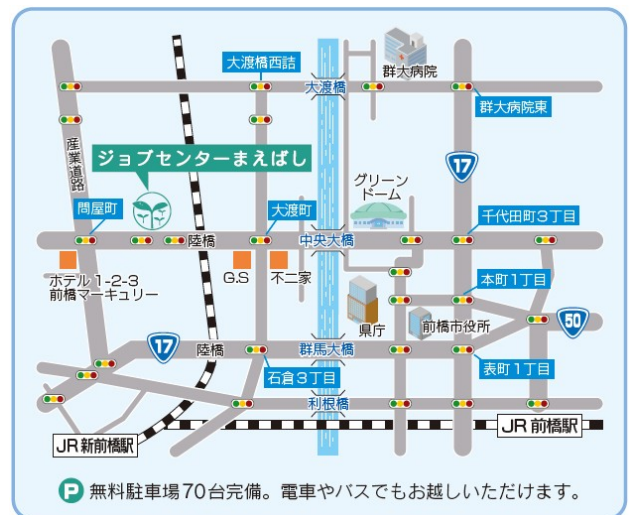 大渡橋西詰
群大病院
大渡橋
群大病院東
産業道路
ジョブセンターまえばし
17
グリーン
ドーム
問屋町
大渡町
千代田町3丁目
陸橋
中央大橋
ホテル1-2-3
前橋マーキュリー
G.S
不二家
本町1丁目
県庁
前橋市役所
50
17
陸橋
群馬大橋
石倉3丁目
表町1丁目
利根橋
JR新前橋駅
JR前橋駅
P 無料駐車場70台完備。電車やバスでもお越しいただけます。